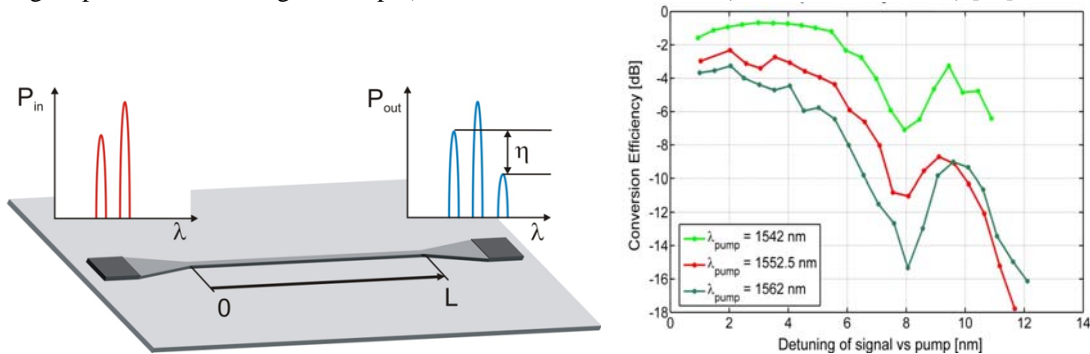 P_in
λ
P_out
η
λ
0
L
0
-2
-4
-6
-8
-10
-12
-14
-16
-18
Conversion Efficiency [dB]
λ_pump = 1542 nm
λ_pump = 1552.5 nm
λ_pump = 1562 nm
0 2 4 6 8 10 12 14
Detuning of signal vs pump [nm]